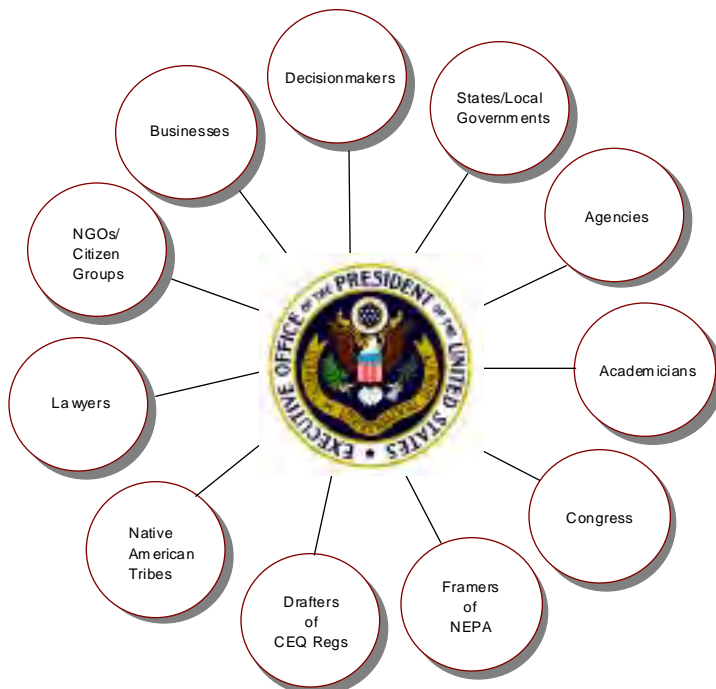 Decisionmakers
States/Local
Governments
Agencies
Academicians
Congress
Framers
of
NEPA
Drafters
of
CEQ Regs
Native
American
Tribes
Lawyers
NGOs/
Citizen
Groups
Businesses
EXECUTIVE OFFICE OF THE PRESIDENT OF THE UNITED STATES